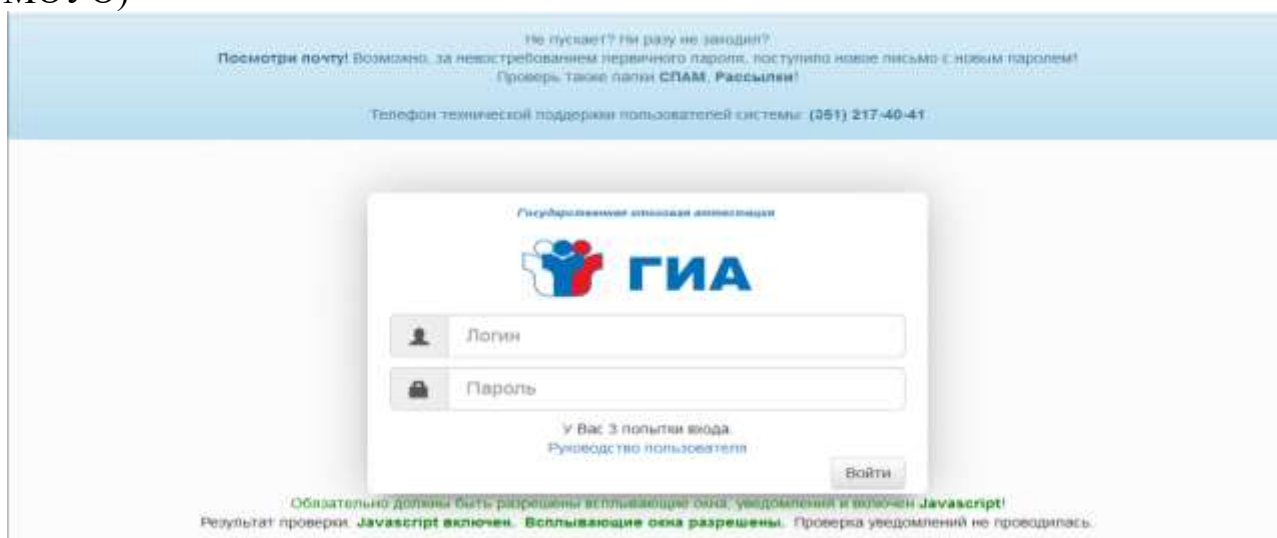 МОУО)
Не пускает? Ни разу не заходил?
Посмотри почту! Возможно, за невостребованием первичного пароля, поступило новое письмо с новым паролем!
Проверь также папки СПАМ, Рассылки!
Телефон технической поддержки пользователей системы: (351) 217-40-41
Государственная итоговая аттестация
ГИА
Логин
Пароль
У Вас 3 попытки входа.
Руководство пользователя
Войти
Обязательно должны быть разрешены всплывающие окна, уведомления и включен Javascript!
Результат проверки: Javascript включен. Всплывающие окна разрешены. Проверка уведомлений не проводилась.